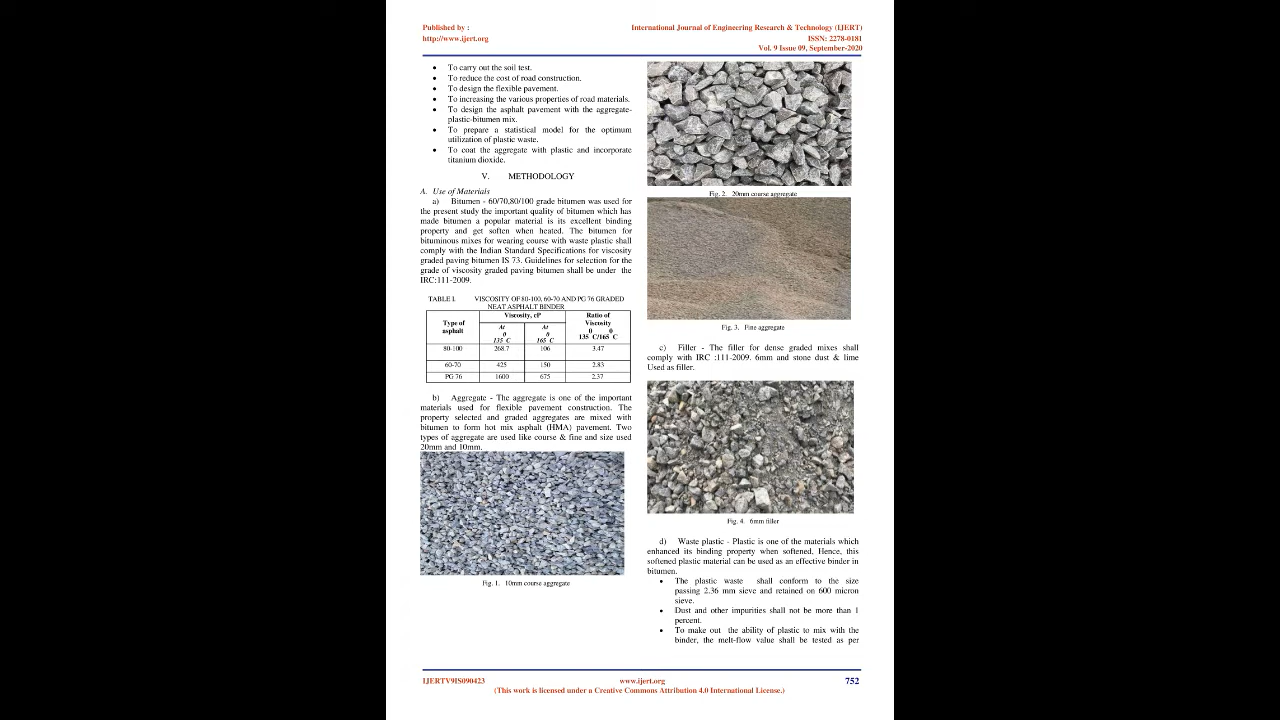 Published by :
http://www.ijert.org
International Journal of Engineering Research & Technology (IJERT)
ISSN: 2278-0181
Vol. 9 Issue 09, September-2020
• To carry out the soil test.
• To reduce the cost of road construction.
• To design the flexible pavement.
• To increasing the various properties of road materials.
• To design the asphalt pavement with the aggregate-
plastic-bitumen mix.
• To prepare a statistical model for the optimum
utilization of plastic waste.
• To coat the aggregate with plastic and incorporate
titanium dioxide.
V. METHODOLOGY
A. Use of Materials
a) Bitumen - 60/70,80/100 grade bitumen was used for
the present study the important quality of bitumen which has
made bitumen a popular material is its excellent binding
property and get soften when heated. The bitumen for
bituminous mixes for wearing course with waste plastic shall
comply with the Indian Standard Specifications for viscosity
graded paving bitumen IS 73. Guidelines for selection for the
grade of viscosity graded paving bitumen shall be under the
IRC:111-2009.
TABLE I. VISCOSITY OF 80-100, 60-70 AND PG 76 GRADED
NEAT ASPHALT BINDER
Type of
asphalt
Viscosity, cP
At
0
135 C
At
0
165 C
Ratio of
Viscosity
0 0
135 C/165 C
80-100 268.7 106 3.47
60-70 425 150 2.83
PG 76 1600 675 2.37
b) Aggregate - The aggregate is one of the important
materials used for flexible pavement construction. The
property selected and graded aggregates are mixed with
bitumen to form hot mix asphalt (HMA) pavement. Two
types of aggregate are used like course & fine and size used
20mm and 10mm.
Fig. 1. 10mm course aggregate
Fig. 2. 20mm course aggregate
Fig. 3. Fine aggregate
c) Filler - The filler for dense graded mixes shall
comply with IRC :111-2009. 6mm and stone dust & lime
Used as filler.
Fig. 4. 6mm filler
d) Waste plastic - Plastic is one of the materials which
enhanced its binding property when softened, Hence, this
softened plastic material can be used as an effective binder in
bitumen.
• The plastic waste shall conform to the size
passing 2.36 mm sieve and retained on 600 micron
sieve.
• Dust and other impurities shall not be more than 1
percent.
• To make out the ability of plastic to mix with the
binder, the melt-flow value shall be tested as per
IJERTV9IS090423
www.ijert.org
752
(This work is licensed under a Creative Commons Attribution 4.0 International License.)